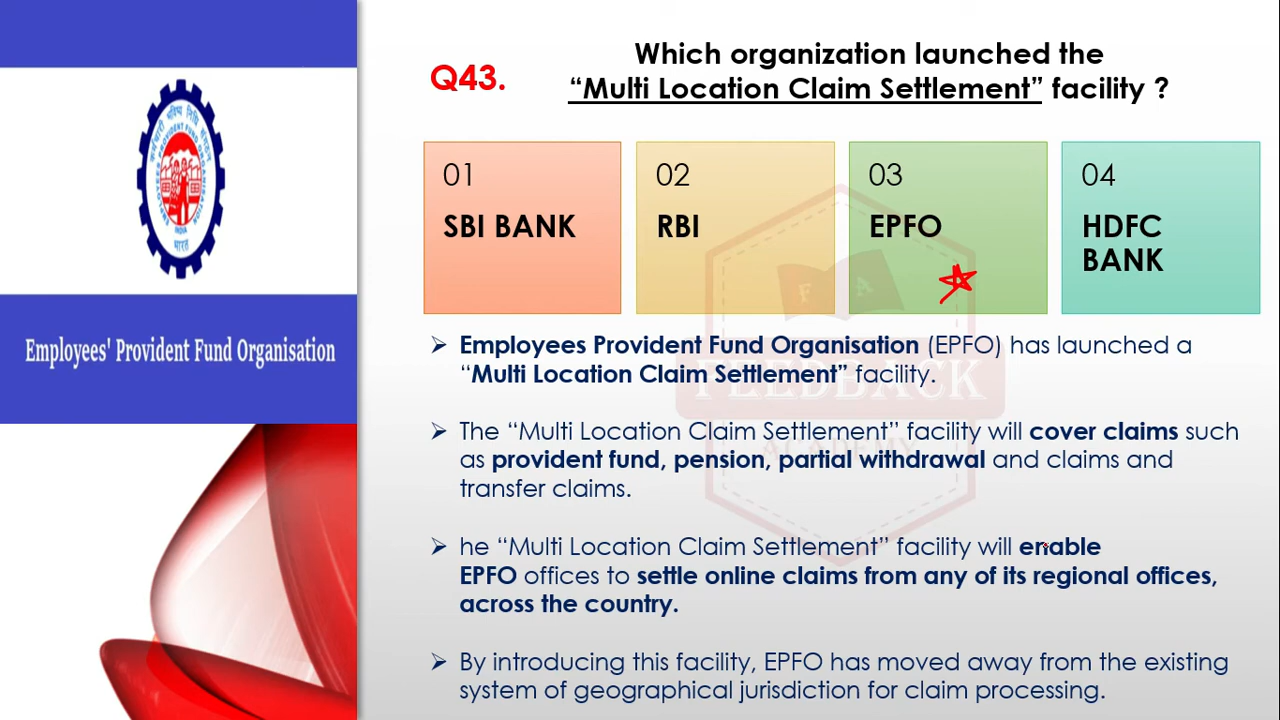 Which organization launched the
Q43.
“Multi Location Claim Settlement” facility ?
01
SBI BANK
02
RBI
03
EPFO
04
HDFC
BANK
Employees' Provident Fund Organisation
➢ Employees Provident Fund Organisation (EPFO) has launched a
“Multi Location Claim Settlement” facility.
➢ The “Multi Location Claim Settlement” facility will cover claims such
as provident fund, pension, partial withdrawal and claims and
transfer claims.
➢ he “Multi Location Claim Settlement” facility will enable
EPFO offices to settle online claims from any of its regional offices,
across the country.
➢ By introducing this facility, EPFO has moved away from the existing
system of geographical jurisdiction for claim processing.
F A
FEEDBACK
ACADEMY